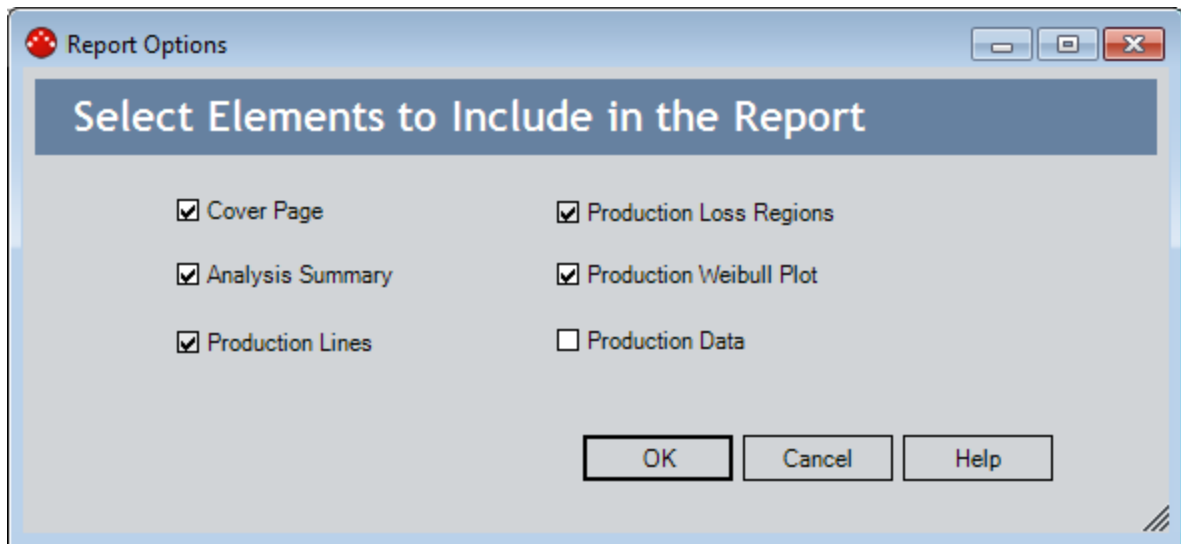 Report Options
Select Elements to Include in the Report
Cover Page
Production Loss Regions
Analysis Summary
Production Weibull Plot
Production Lines
Production Data
OK
Cancel
Help